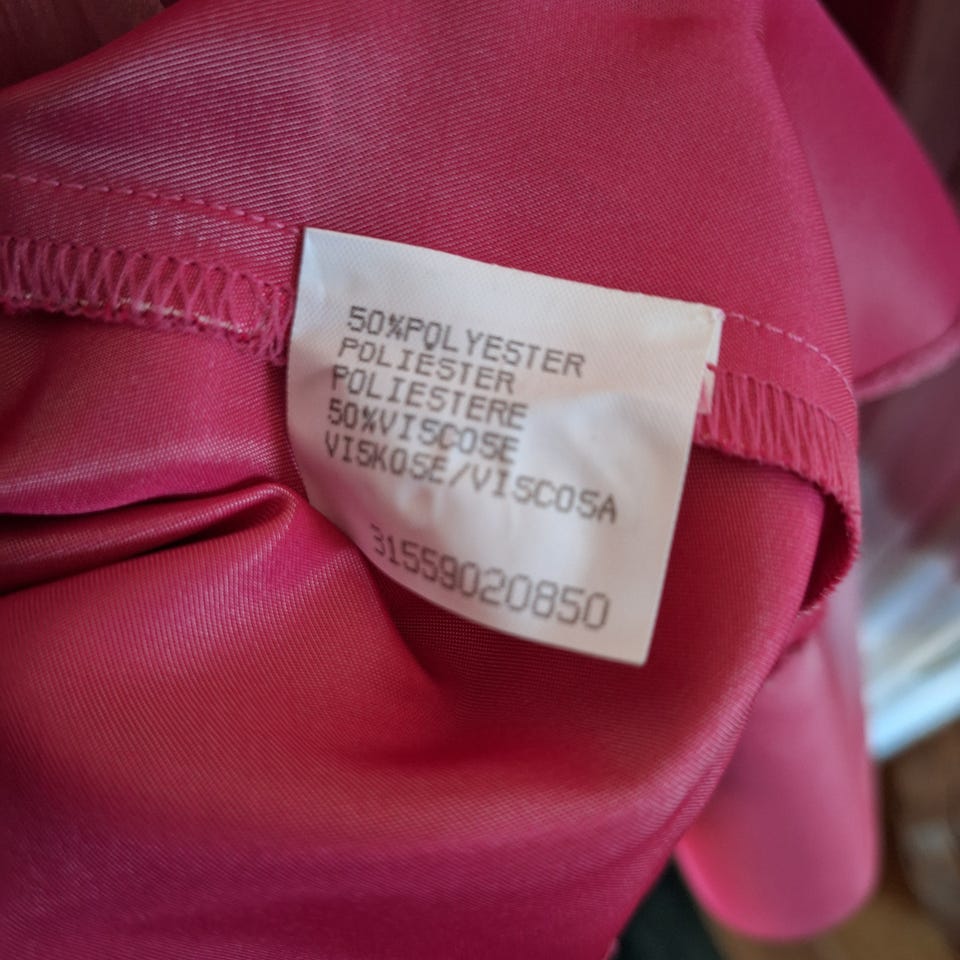 50%POLYESTER
POLIESTER
POLIESTERE
50%VISCOSE
VISKOSE/VISCOSA
31559020850